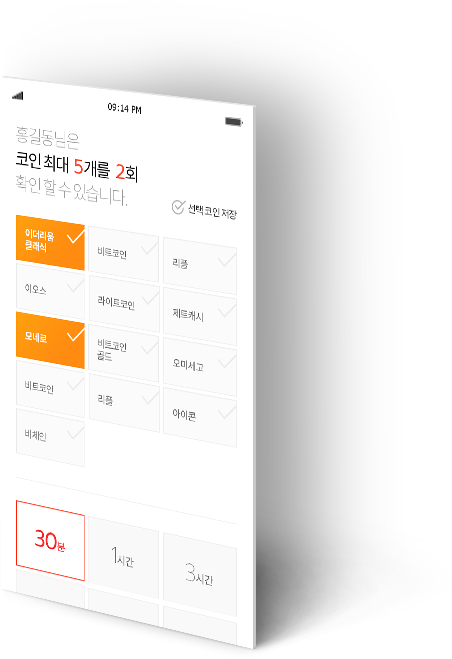 09:14 PM
홍길동님은
코인 최대 5개를 2회
확인 할 수 있습니다.
선택 코인 저장
이더리움
클래식
비트코인
리플
이오스
라이트코인
제트캐시
모네로
비트코인
골드
오미세고
비트코인
리플
아이콘
비체인
30분
1시간
3시간